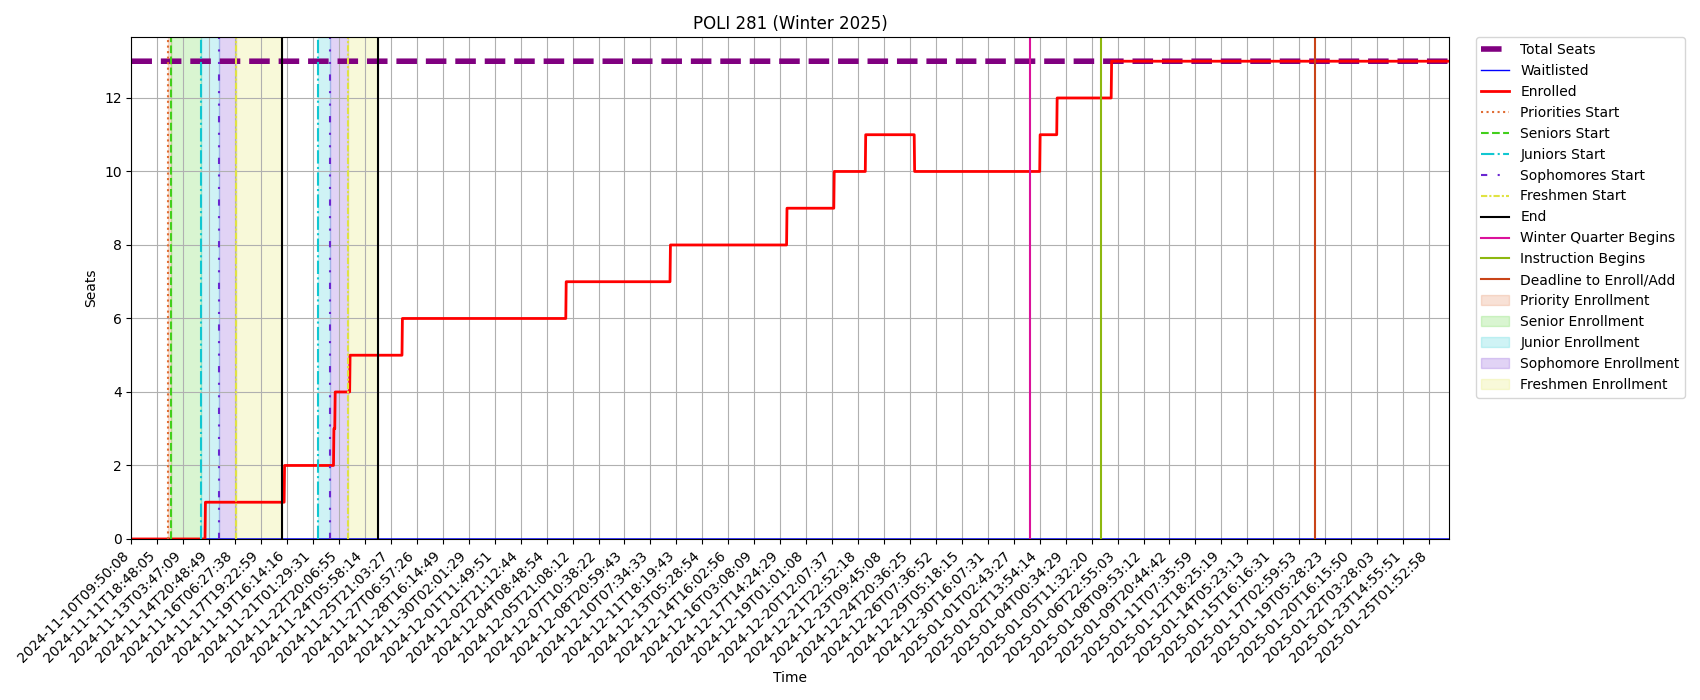 POLI 281 (Winter 2025)
Seats
12
10
8
6
4
2
0
2024-11-10T09:50:08
2024-11-11T18:48:05
2024-11-13T03:47:09
2024-11-14T20:48:49
2024-11-16T06:27:38
2024-11-17T19:22:59
2024-11-19T16:14:16
2024-11-21T01:29:31
2024-11-22T20:06:55
2024-11-24T05:58:14
2024-11-25T21:03:27
2024-11-27T06:57:26
2024-11-28T16:14:49
2024-11-30T02:01:29
2024-12-01T11:49:51
2024-12-02T21:12:44
2024-12-04T08:48:54
2024-12-05T21:08:12
2024-12-07T10:38:22
2024-12-08T20:59:43
2024-12-10T07:34:33
2024-12-11T18:19:43
2024-12-13T05:28:54
2024-12-14T16:02:56
2024-12-16T03:08:09
2024-12-17T14:24:29
2024-12-19T01:01:08
2024-12-20T12:07:37
2024-12-21T22:52:18
2024-12-23T09:45:08
2024-12-24T20:36:25
2024-12-26T07:36:52
2024-12-29T05:18:15
2024-12-30T16:07:31
2025-01-01T02:43:27
2025-01-02T13:54:14
2025-01-04T00:34:29
2025-01-05T11:32:20
2025-01-06T22:55:03
2025-01-08T09:53:12
2025-01-09T20:44:42
2025-01-11T07:35:59
2025-01-12T18:25:19
2025-01-14T05:23:13
2025-01-15T16:16:31
2025-01-17T02:59:53
2025-01-19T05:28:23
2025-01-20T16:15:50
2025-01-22T03:28:03
2025-01-23T14:55:51
2025-01-25T01:52:58
Time
Total Seats
Waitlisted
Enrolled
Priorities Start
Seniors Start
Juniors Start
Sophomores Start
Freshmen Start
End
Winter Quarter Begins
Instruction Begins
Deadline to Enroll/Add
Priority Enrollment
Senior Enrollment
Junior Enrollment
Sophomore Enrollment
Freshmen Enrollment